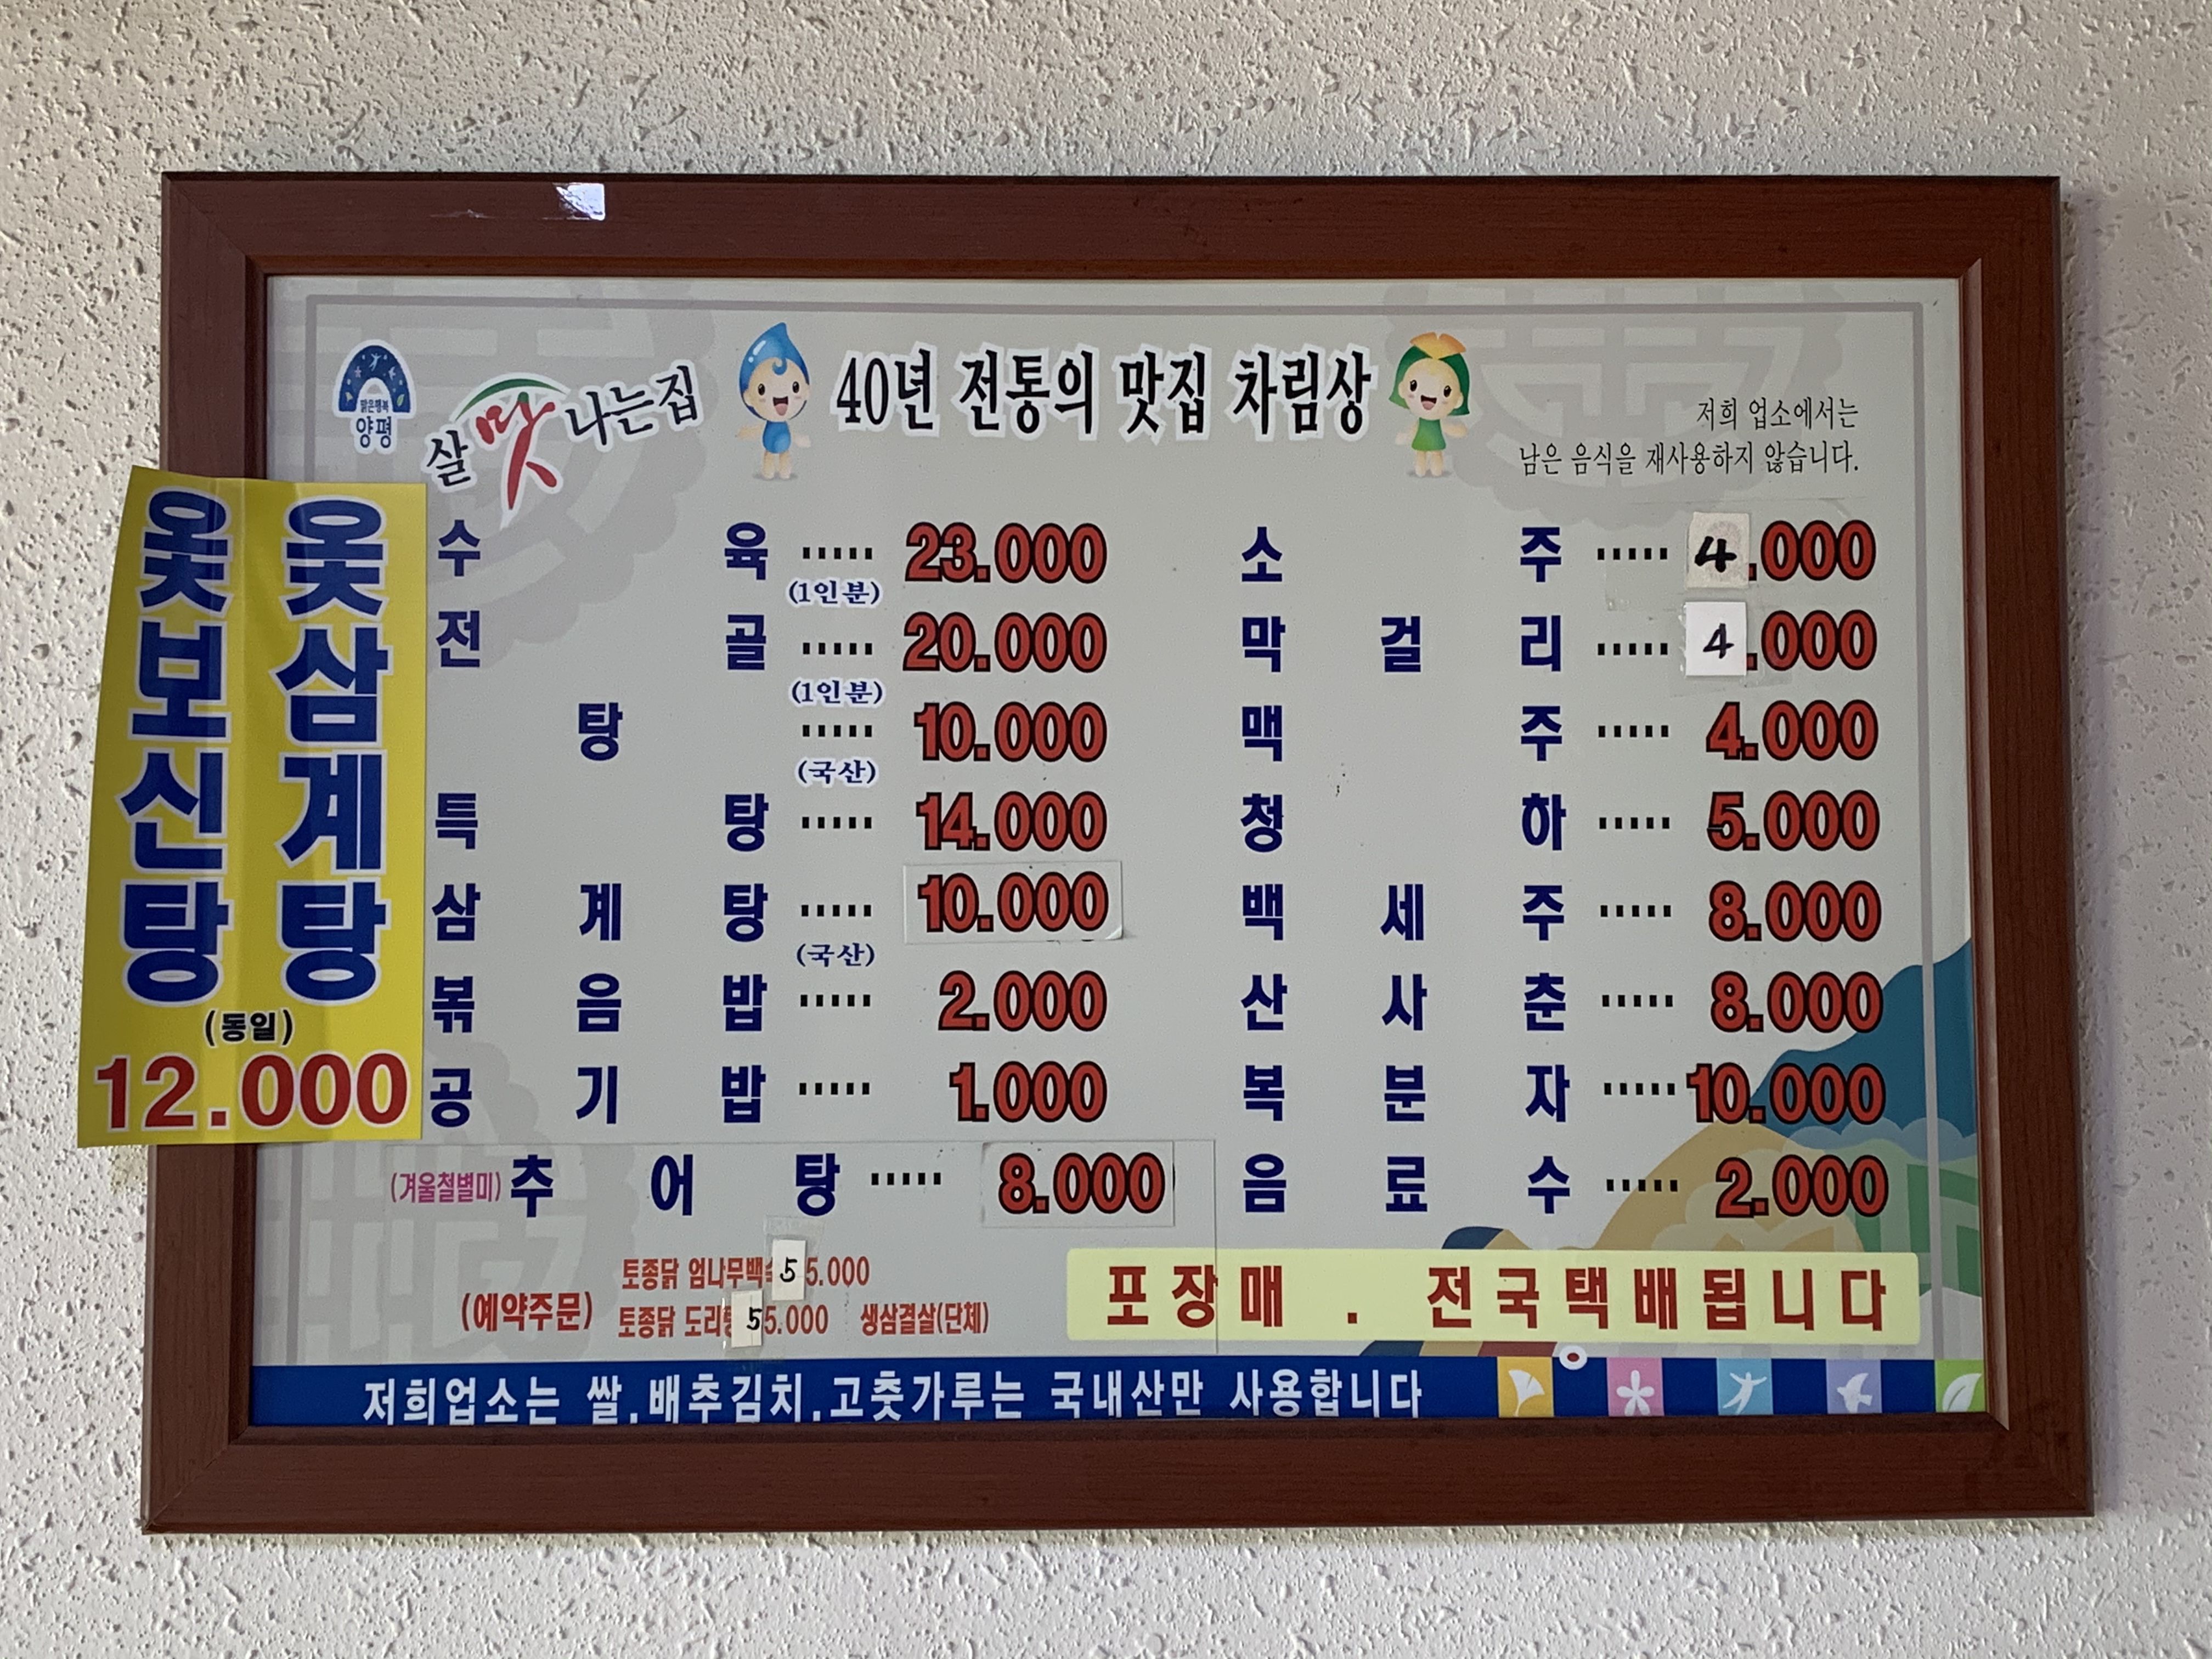 맑은행복
양평
살맛나는집
40년 전통의 맛집 차림상
저희 업소에서는
남은 음식을 재사용하지 않습니다.
옻보신탕
옻삼계탕
(동일)
12.000
수 육 ····· 23.000
(1인분)
전 골 ····· 20.000
(1인분)
탕 ····· 10.000
(국산)
특 탕 ····· 14.000
삼 계 탕 ····· 10.000
(국산)
볶 음 밥 ····· 2.000
공 기 밥 ····· 1.000
(겨울철별미) 추 어 탕 ····· 8.000
소 주 ····· 4.000
막 걸 리 ····· 4.000
맥 주 ····· 4.000
청 하 ····· 5.000
백 세 주 ····· 8.000
산 사 춘 ····· 8.000
복 분 자 ····· 10.000
음 료 수 ····· 2.000
(예약주문)
토종닭 엄나무백숙 55.000
토종닭 도리탕 55.000 생삼결살(단체)
포장매 . 전국택배됩니다
저희업소는 쌀,배추김치,고춧가루는 국내산만 사용합니다